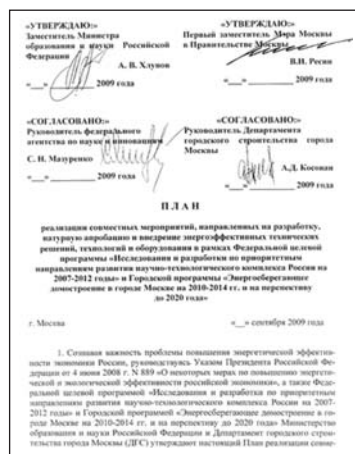 «УТВЕРЖДАЮ:»
Заместитель Министра
образования и науки Российской
Федерации
А. В. Хлунов
«__» ________ 2009 года
«УТВЕРЖДАЮ:»
Первый заместитель Мэра Москвы
в Правительстве Москвы
В.И. Ресин
«__» ________ 2009 года
«СОГЛАСОВАНО:»
Руководитель федерального
агентства по науке и инновациям
С. Н. Мазуренко
«__» ________ 2009 года
«СОГЛАСОВАНО:»
Руководитель Департамента
городского строительства города
Москвы
А.Д. Косован
«__» ________ 2009 года
П Л А Н
реализации совместных мероприятий, направленных на разработку,
натурную апробацию и внедрение энергоэффективных технических
решений, технологий и оборудования в рамках Федеральной целевой
программы «Исследования и разработки по приоритетным
направлениям развития научно-технологического комплекса России на
2007-2012 годы» и Городской программы «Энергосберегающее
домостроение в городе Москве на 2010-2014 гг. и на перспективу
до 2020 года»
г. Москва
«__» сентября 2009 года
1. Сознавая важность проблемы повышения энергетической эффектив-
ности экономики России, руководствуясь Указом Президента Российской Фе-
дерации от 4 июня 2008 г. N 889 «О некоторых мерах по повышению энергети-
ческой и экологической эффективности российской экономики», а также Феде-
ральной целевой программой «Исследования и разработки по приоритетным
направлениям развития научно-технологического комплекса России на 2007-
2012 годы» и Городской программой «Энергосберегающее домостроение в го-
роде Москве на 2010-2014 гг. и на перспективу до 2020 года» Министерство
образования и науки Российской Федерации и Департамент городского строи-
тельства города Москвы (ДГС) утверждают настоящий План реализации совме-